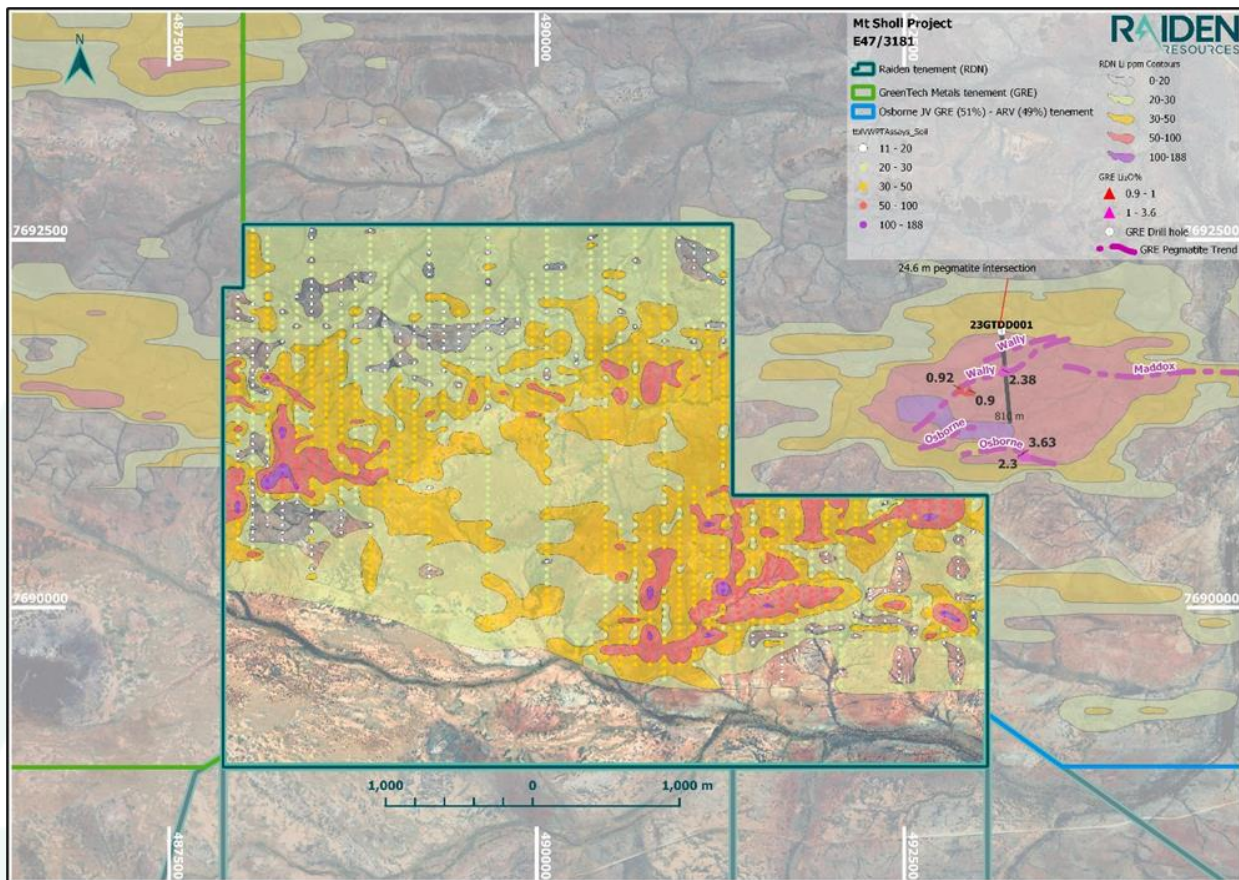 487500
490000
492500
Mt Sholl Project
E47/3181
Raiden tenement (RDN)
GreenTech Metals tenement (GRE)
Osborne JV GRE (51%) - ARV (49%) tenement
tblVWPTAssays_Soil
11 - 20
20 - 30
30 - 50
50 - 100
100 - 188
RAIDEN
RESOURCES
RDN Li ppm Contours
0-20
20-30
30-50
50-100
100-188
GRE Li₂O%
0.9 - 1
1 - 3.6
GRE Drill hole
GRE Pegmatite Trend
N
7692500
7692500
24.6 m pegmatite intersection
23GTDD001
Wally
Wally
Maddox
0.92
2.38
0.9
Osborne
Osborne
3.63
2.3
7690000
7690000
1,000
0
1,000 m
487500
490000
492500